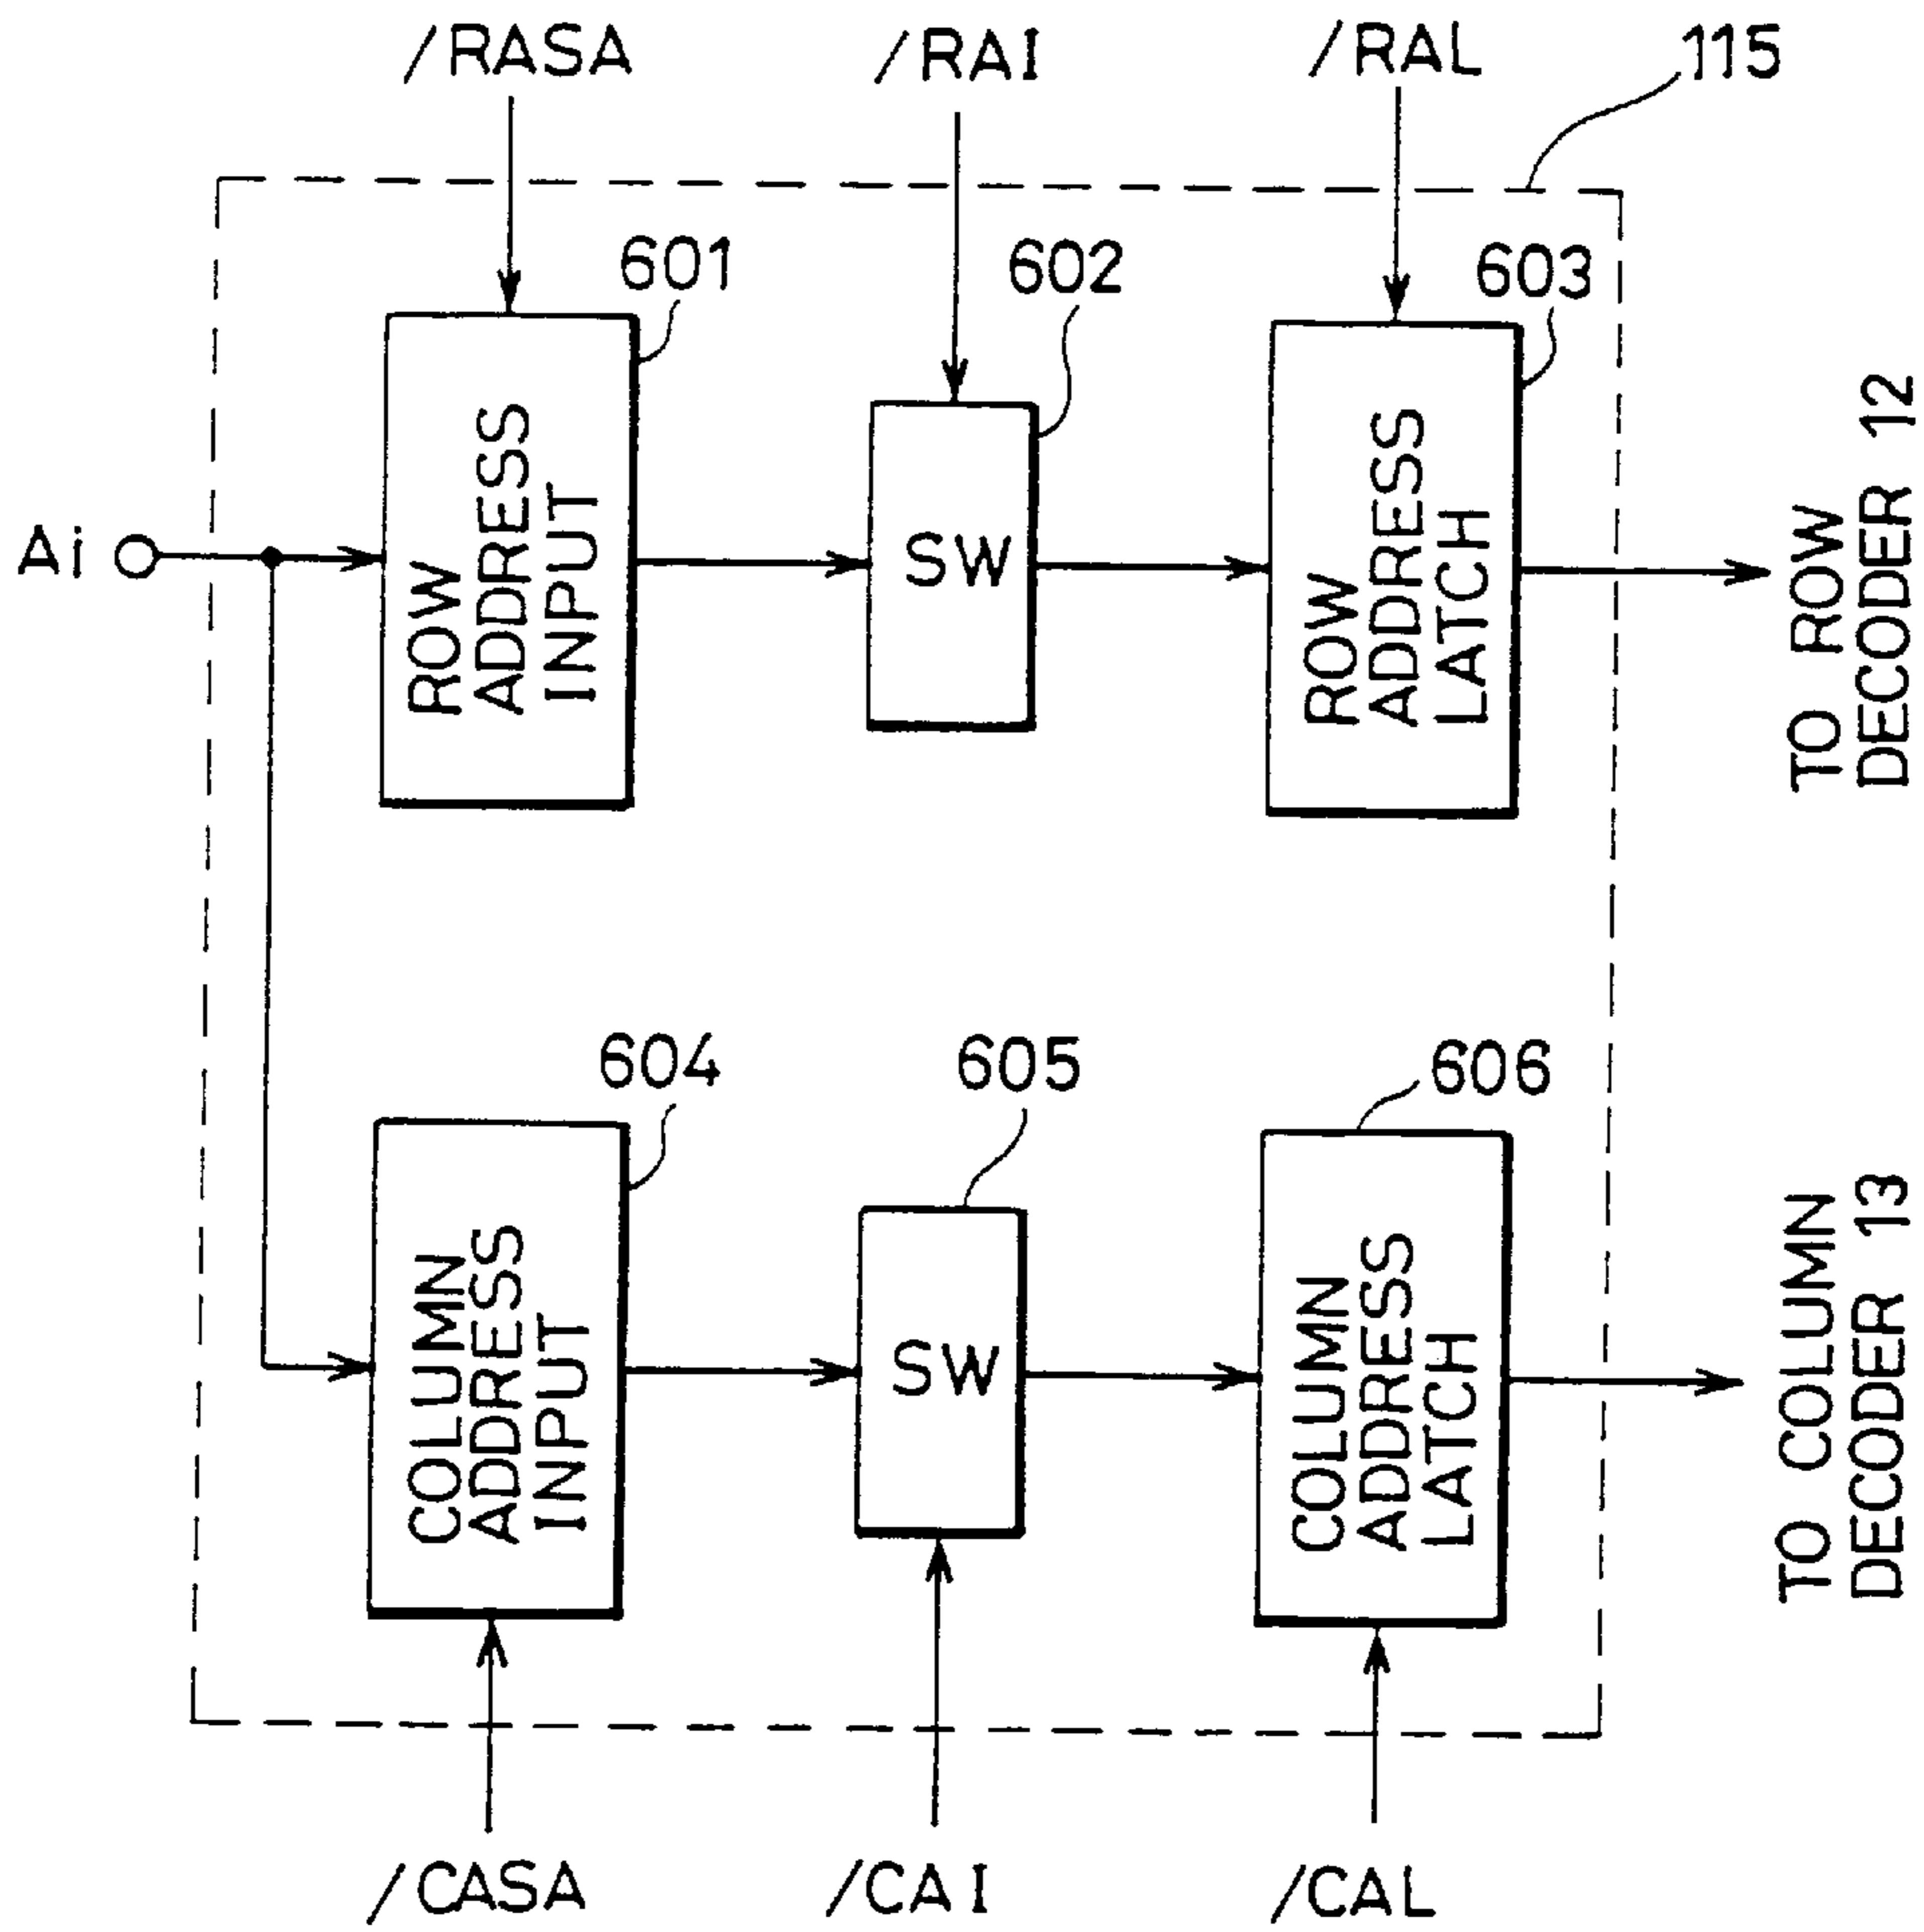 /RASA
/RAI
/RAL
115
601
602
603
Ai
ROW
ADDRESS
INPUT
SW
ROW
ADDRESS
LATCH
TO ROW
DECODER 12
604
605
606
COLUMN
ADDRESS
INPUT
SW
COLUMN
ADDRESS
LATCH
TO COLUMN
DECODER 13
/CASA
/CAI
/CAL